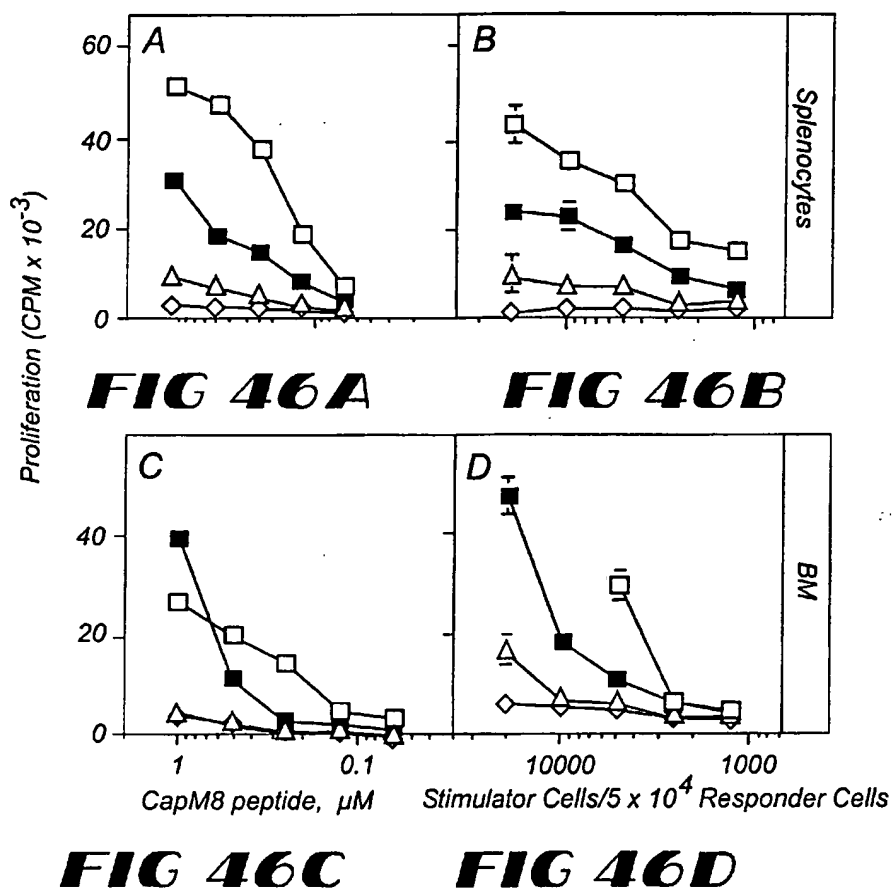 A
B
60
40
20
0
Splenocytes
FIG 46A
FIG 46B
Proliferation (CPM x 10⁻³)
C
D
40
20
0
BM
1
0.1
10000
1000
CapM8 peptide, µM
Stimulator Cells/5 x 10⁴ Responder Cells
FIG 46C
FIG 46D